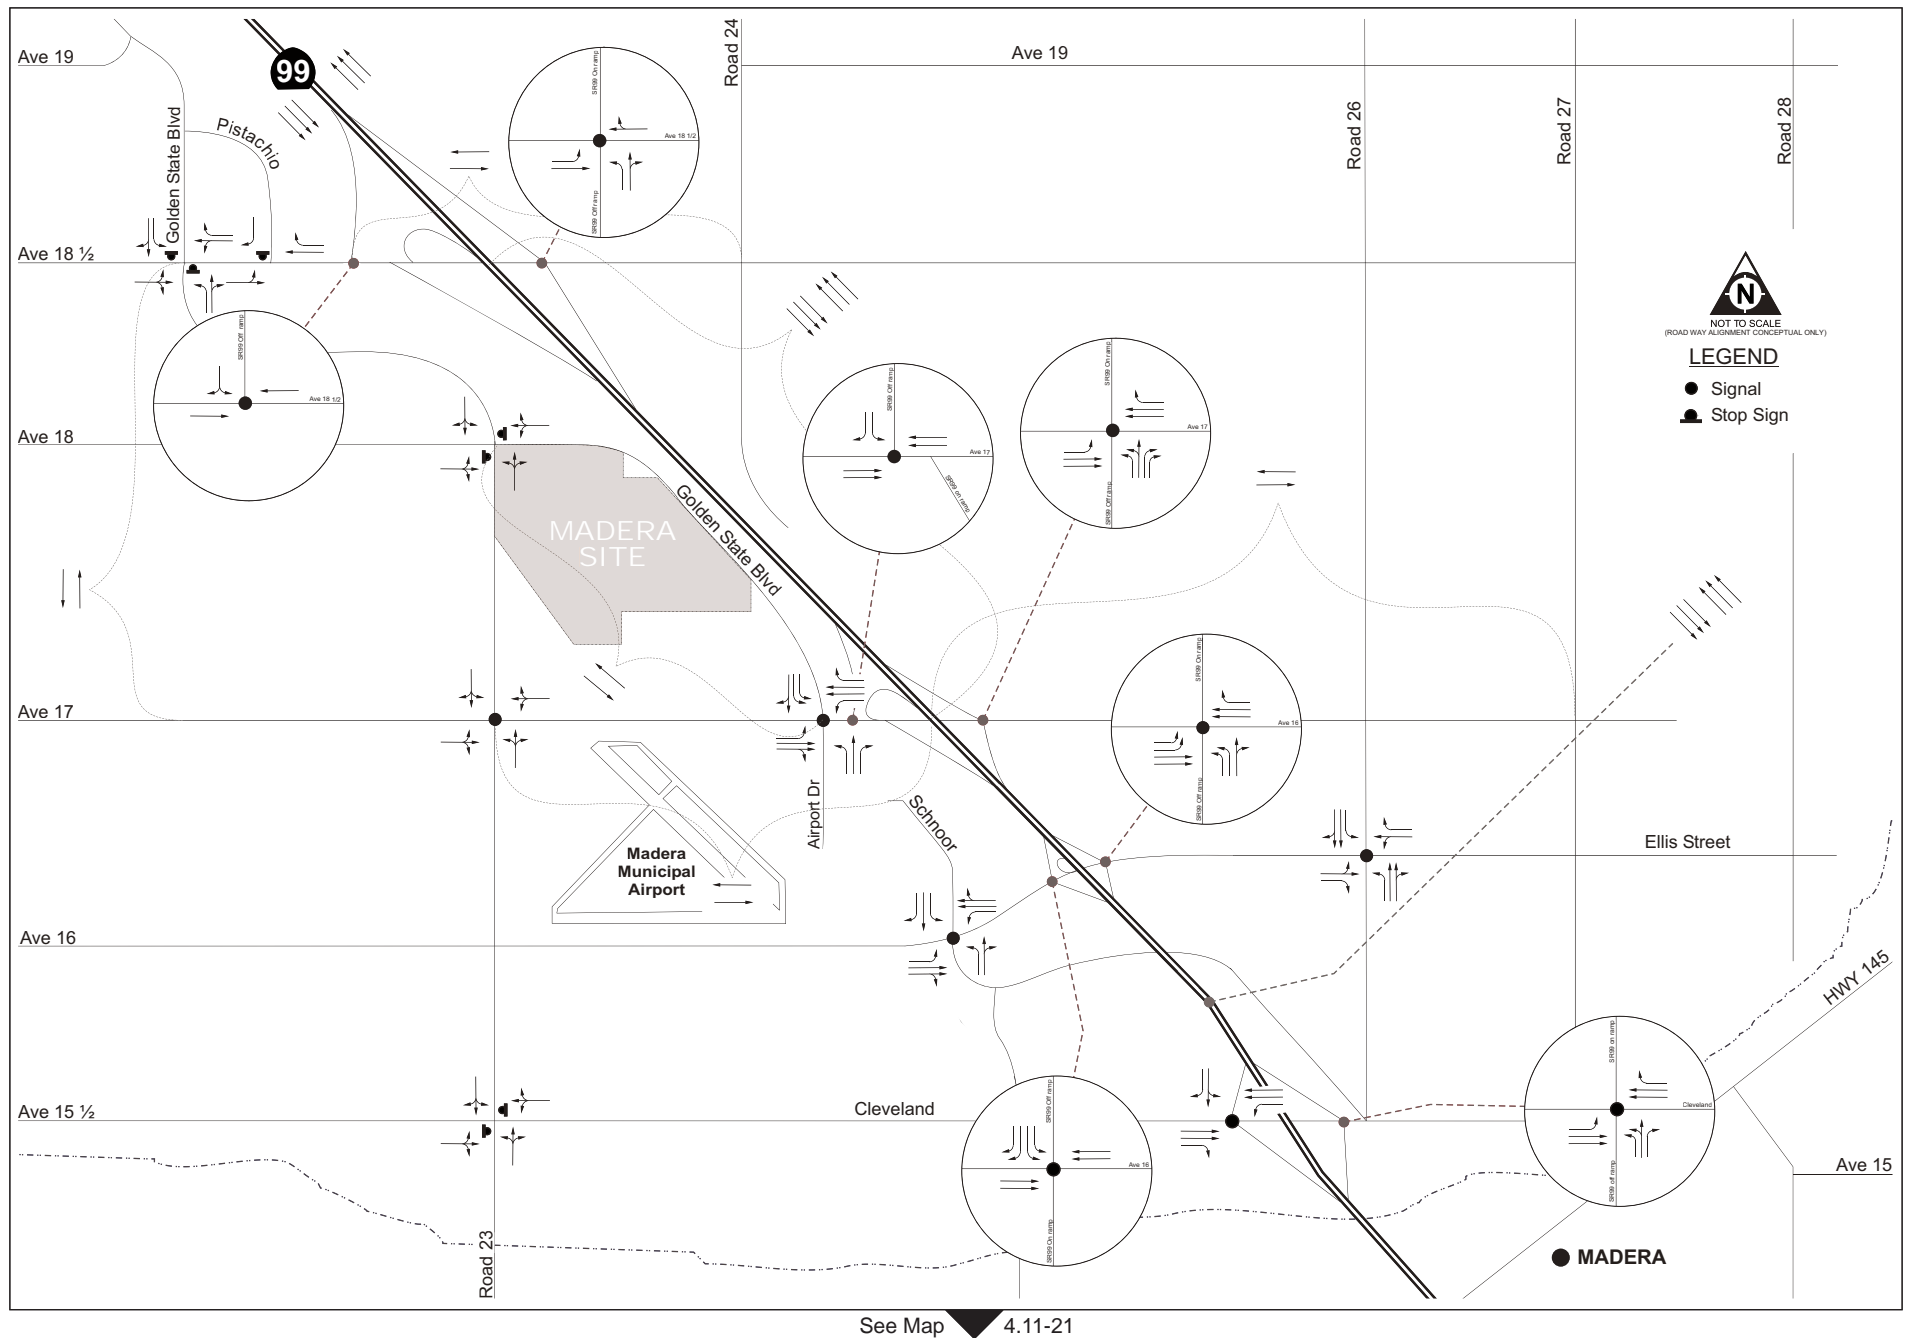 Ave 19
99
Golden State Blvd
Pistachio
SR99 On ramp
Ave 18 1/2
SR99 Off ramp
Road 24
Ave 19
Road 26
Road 27
Road 28
Ave 18 ½
SR99 Off ramp
Ave 18 1/2
N
NOT TO SCALE
(ROAD WAY ALIGNMENT CONCEPTUAL ONLY)
LEGEND
Signal
Stop Sign
Ave 18
MADERA
SITE
Golden State Blvd
SR99 Off ramp
Ave 17
SR99 on ramp
SR99 On ramp
Ave 17
SR99 Off ramp
Ave 17
SR99 On ramp
Ave 16
SR99 Off ramp
Airport Dr
Schnoor
Madera
Municipal
Airport
Ellis Street
Ave 16
HWY 145
Ave 15 ½
Cleveland
SR99 Off ramp
Ave 16
SR99 On ramp
SR99 on ramp
Cleveland
SR99 off ramp
Ave 15
Road 23
MADERA
See Map
4.11-21